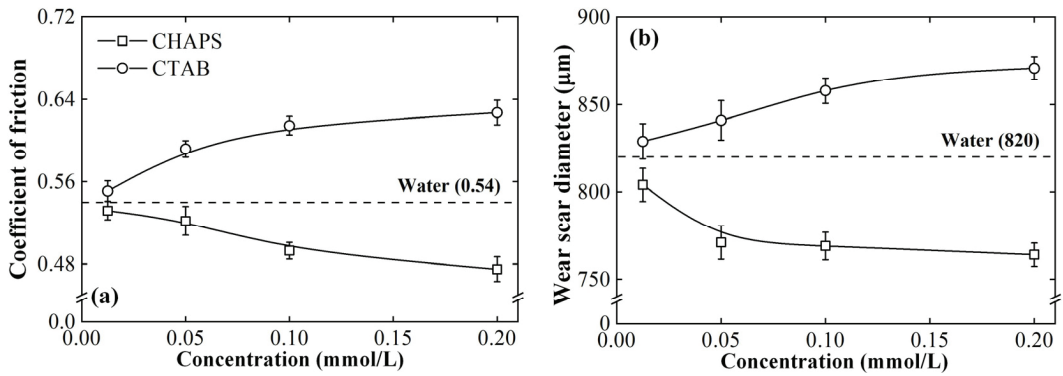 0.72
0.64
0.56
0.48
0.0
Coefficient of friction
CHAPS
CTAB
Water (0.54)
(a)
0.00 0.05 0.10 0.15 0.20
Concentration (mmol/L)
900
850
800
750
0
Wear scar diameter (μm)
(b)
Water (820)
0.00 0.05 0.10 0.15 0.20
Concentration (mmol/L)